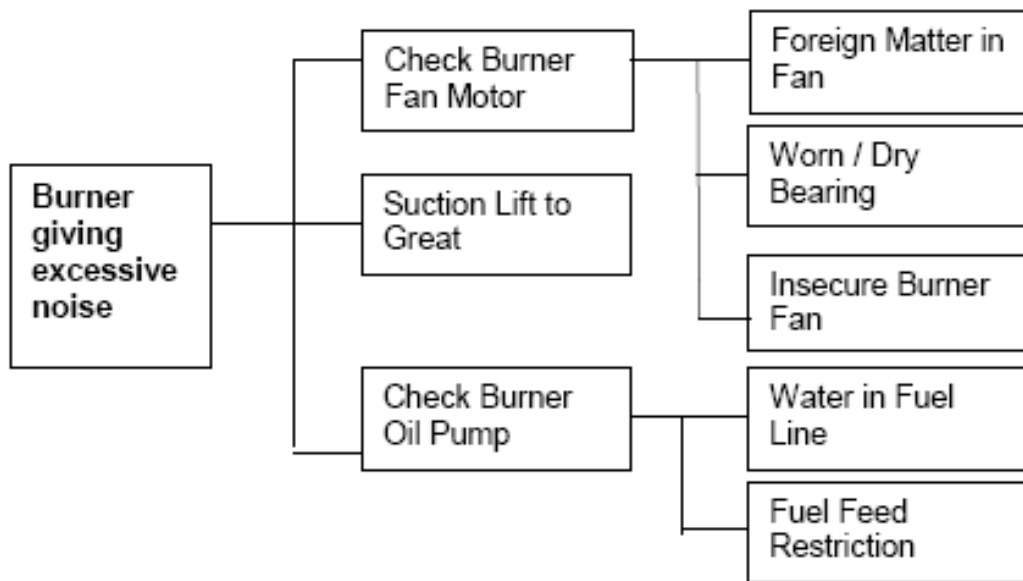 Burner
giving
excessive
noise
Check Burner
Fan Motor
Suction Lift to
Great
Check Burner
Oil Pump
Foreign Matter in
Fan
Worn / Dry
Bearing
Insecure Burner
Fan
Water in Fuel
Line
Fuel Feed
Restriction